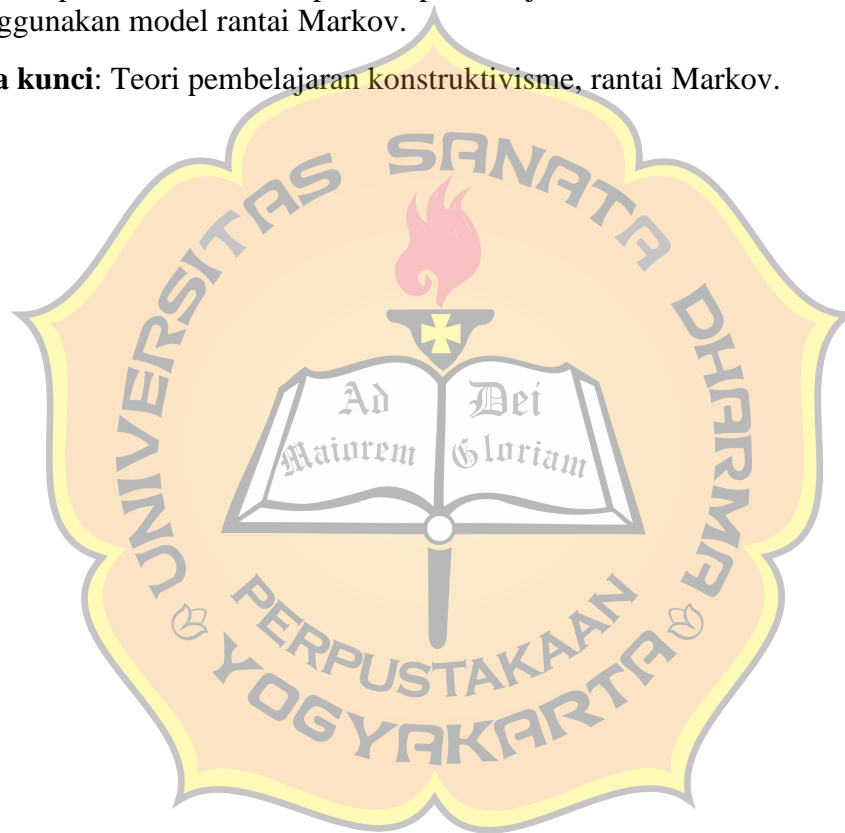 ggunakan model rantai Markov.
a kunci: Teori pembelajaran konstruktivisme, rantai Markov.
UNIVERSITAS SANATA DHARMA
Ad Dei
Maiorem Gloriam
PERPUSTAKAAN
YOGYAKARTA